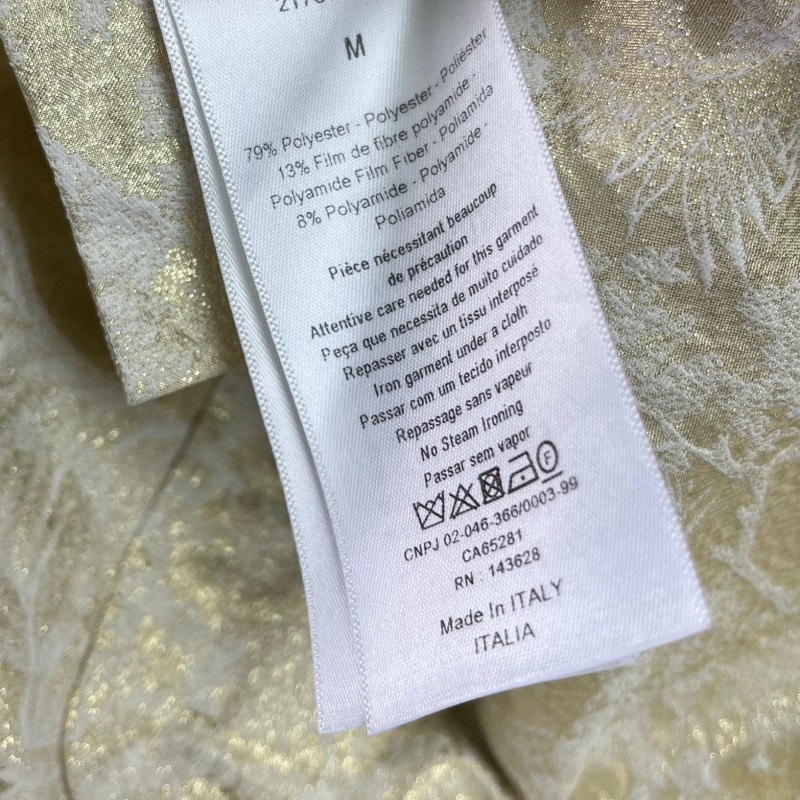 M
79% Polyester - Polyester - Poliéster
13% Film de fibre polyamide -
Polyamide Film Fiber - Poliamida
8% Polyamide - Polyamide -
Poliamida
Pièce nécessitant beaucoup
de précaution
Attentive care needed for this garment
Peça que necessita de muito cuidado
Repasser avec un tissu interposé
Iron garment under a cloth
Passar com um tecido interposto
Repassage sans vapeur
No Steam Ironing
Passar sem vapor
F
CNPJ 02-046-366/0003-99
CA65281
RN : 143628
Made In ITALY
ITALIA